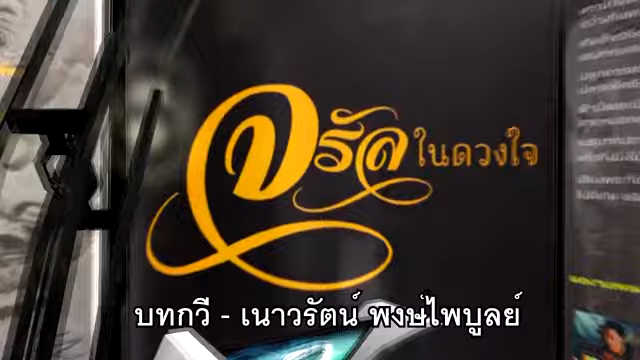 จรัล ในดวงใจ
บทกวี - เนาวรัตน์ พงษ์ไพบูลย์